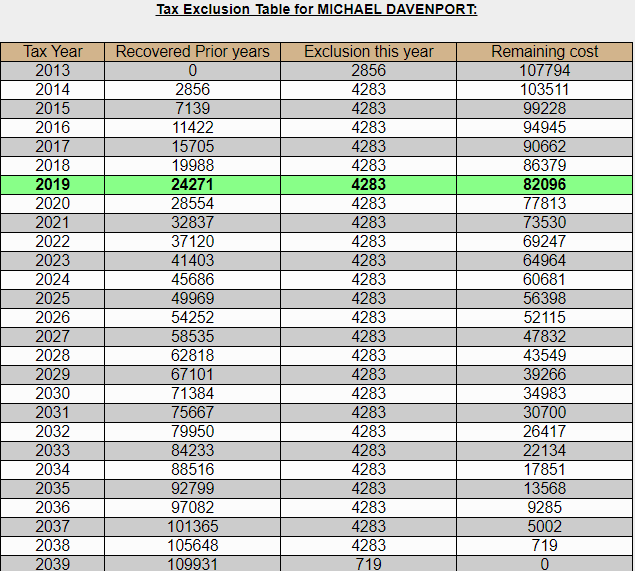 Tax Exclusion Table for MICHAEL DAVENPORT:
Tax Year Recovered Prior years Exclusion this year Remaining cost
2013 0 2856 107794
2014 2856 4283 103511
2015 7139 4283 99228
2016 11422 4283 94945
2017 15705 4283 90662
2018 19988 4283 86379
2019 24271 4283 82096
2020 28554 4283 77813
2021 32837 4283 73530
2022 37120 4283 69247
2023 41403 4283 64964
2024 45686 4283 60681
2025 49969 4283 56398
2026 54252 4283 52115
2027 58535 4283 47832
2028 62818 4283 43549
2029 67101 4283 39266
2030 71384 4283 34983
2031 75667 4283 30700
2032 79950 4283 26417
2033 84233 4283 22134
2034 88516 4283 17851
2035 92799 4283 13568
2036 97082 4283 9285
2037 101365 4283 5002
2038 105648 4283 719
2039 109931 719 0